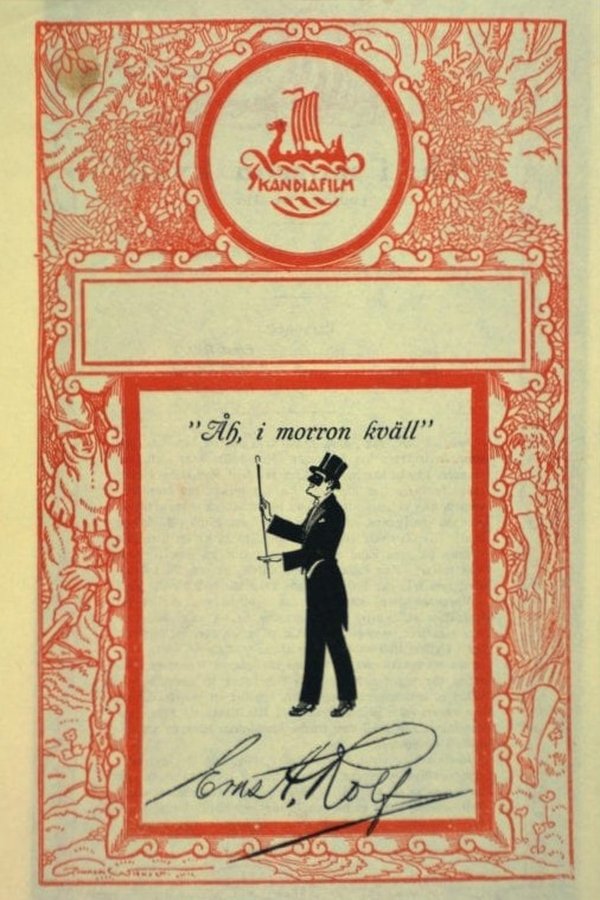 SKANDIAFILM
"Åh, i morron kväll"
Ernst, Rolf